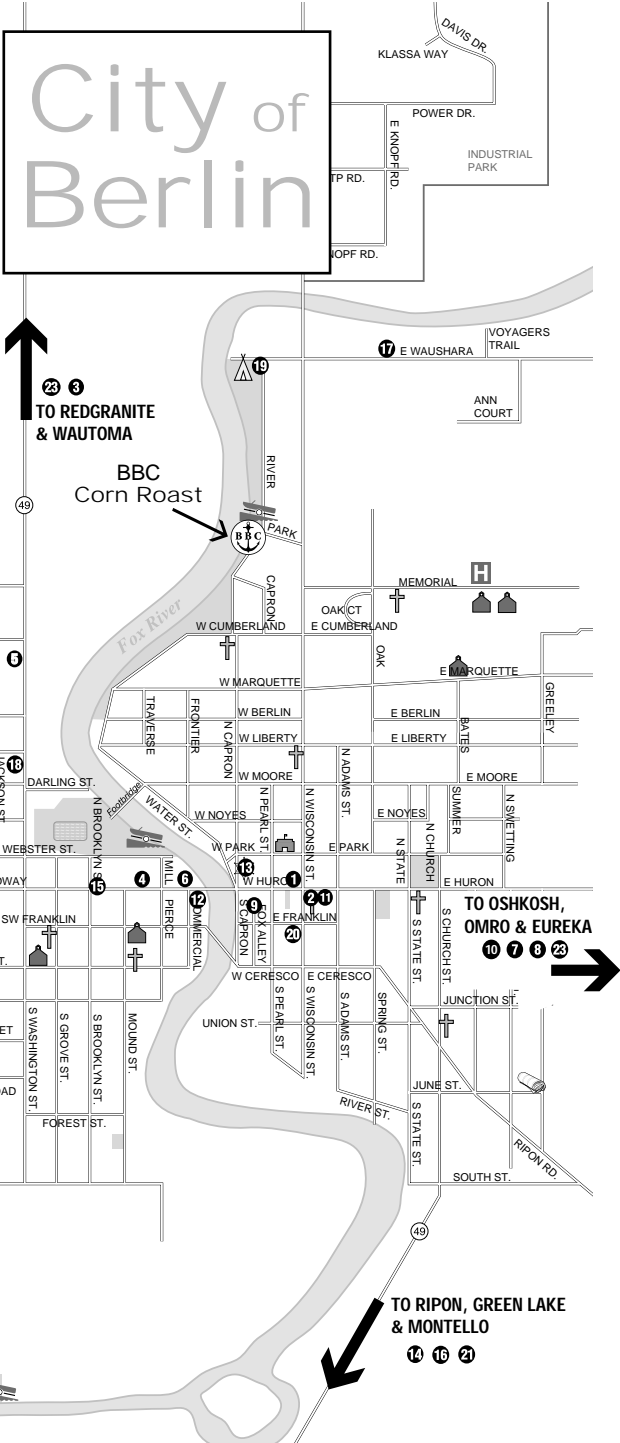 City of
Berlin
DAVIS DR.
KLASSA WAY
POWER DR.
E KNOPF RD.
INDUSTRIAL
PARK
TP RD.
NOPF RD.
VOYAGERS
TRAIL
17 E WAUSHARA
19
ANN
COURT
23 3
TO REDGRANITE
& WAUTOMA
BBC
Corn Roast
RIVER
49
BBC
PARK
H
MEMORIAL
CAPRON
OAK CT
W CUMBERLAND
E CUMBERLAND
Fox River
OAK
E MARQUETTE
W MARQUETTE
GREELEY
TRAVERSE
FRONTIER
N CAPRON
W BERLIN
E BERLIN
BATES
W LIBERTY
E LIBERTY
18
JACKSON ST.
DARLING ST.
W MOORE
N ADAMS ST.
E MOORE
Footbridge
WATER ST.
N BROOKLYN ST.
W NOYES
N PEARL ST.
N WISCONSIN ST.
E NOYES
SUMMER
N SWETTING
N STATE
N CHURCH
WEBSTER ST.
W PARK
E PARK
MILL
13
DWAY
15
4
6
W HURON
1
E HURON
2 11
12
9
SW FRANKLIN
PIERCE
COMMERCIAL
S CAPRON
FOX ALLEY
E FRANKLIN
20
S STATE ST.
S CHURCH ST.
TO OSHKOSH,
OMRO & EUREKA
10 7 8 23
T.
W CERESCO
E CERESCO
S PEARL ST.
S WISCONSIN ST.
S ADAMS ST.
SPRING ST.
JUNCTION ST.
UNION ST.
ET
S WASHINGTON ST.
S GROVE ST.
S BROOKLYN ST.
MOUND ST.
OAD
JUNE ST.
RIVER ST.
S STATE ST.
FOREST ST.
RIPON RD.
SOUTH ST.
49
TO RIPON, GREEN LAKE
& MONTELLO
14 16 21